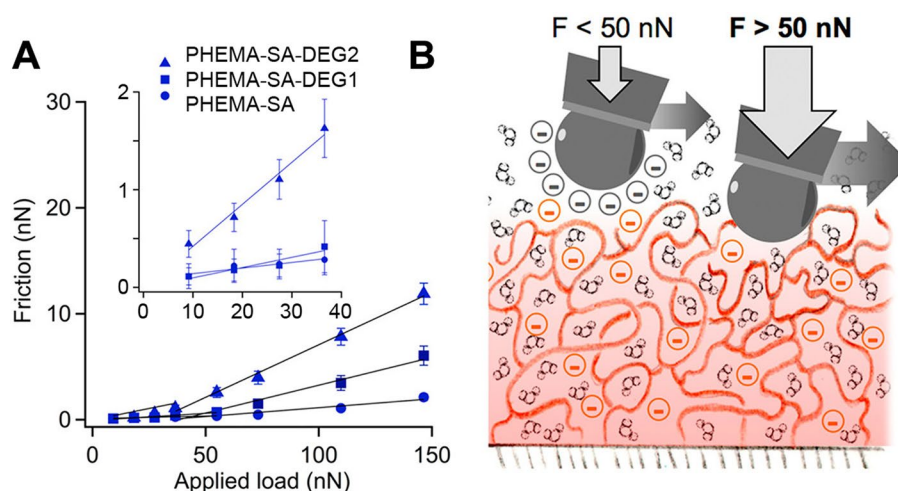 A
PHEMA-SA-DEG2
PHEMA-SA-DEG1
PHEMA-SA
2
1
0
0 10 20 30 40
30
20
10
0
Friction (nN)
0 50 100 150
Applied load (nN)
B
F < 50 nN
F > 50 nN